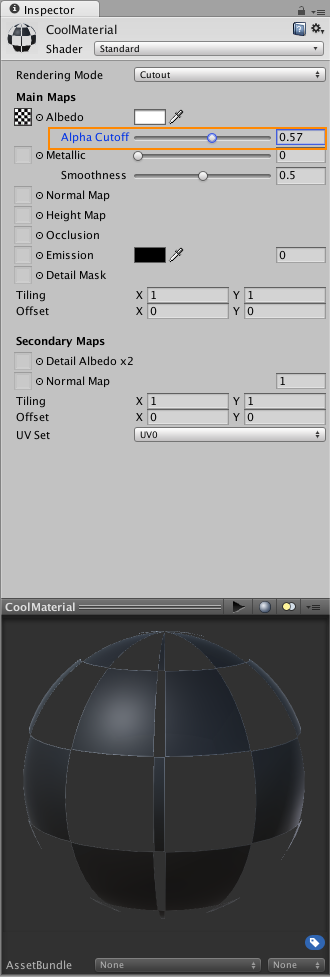 Inspector
CoolMaterial
Shader Standard
Rendering Mode Cutout
Main Maps
Albedo
Alpha Cutoff 0.57
Metallic 0
Smoothness 0.5
Normal Map
Height Map
Occlusion
Emission 0
Detail Mask
Tiling X 1 Y 1
Offset X 0 Y 0
Secondary Maps
Detail Albedo x2
Normal Map 1
Tiling X 1 Y 1
Offset X 0 Y 0
UV Set UV0
CoolMaterial
AssetBundle None None